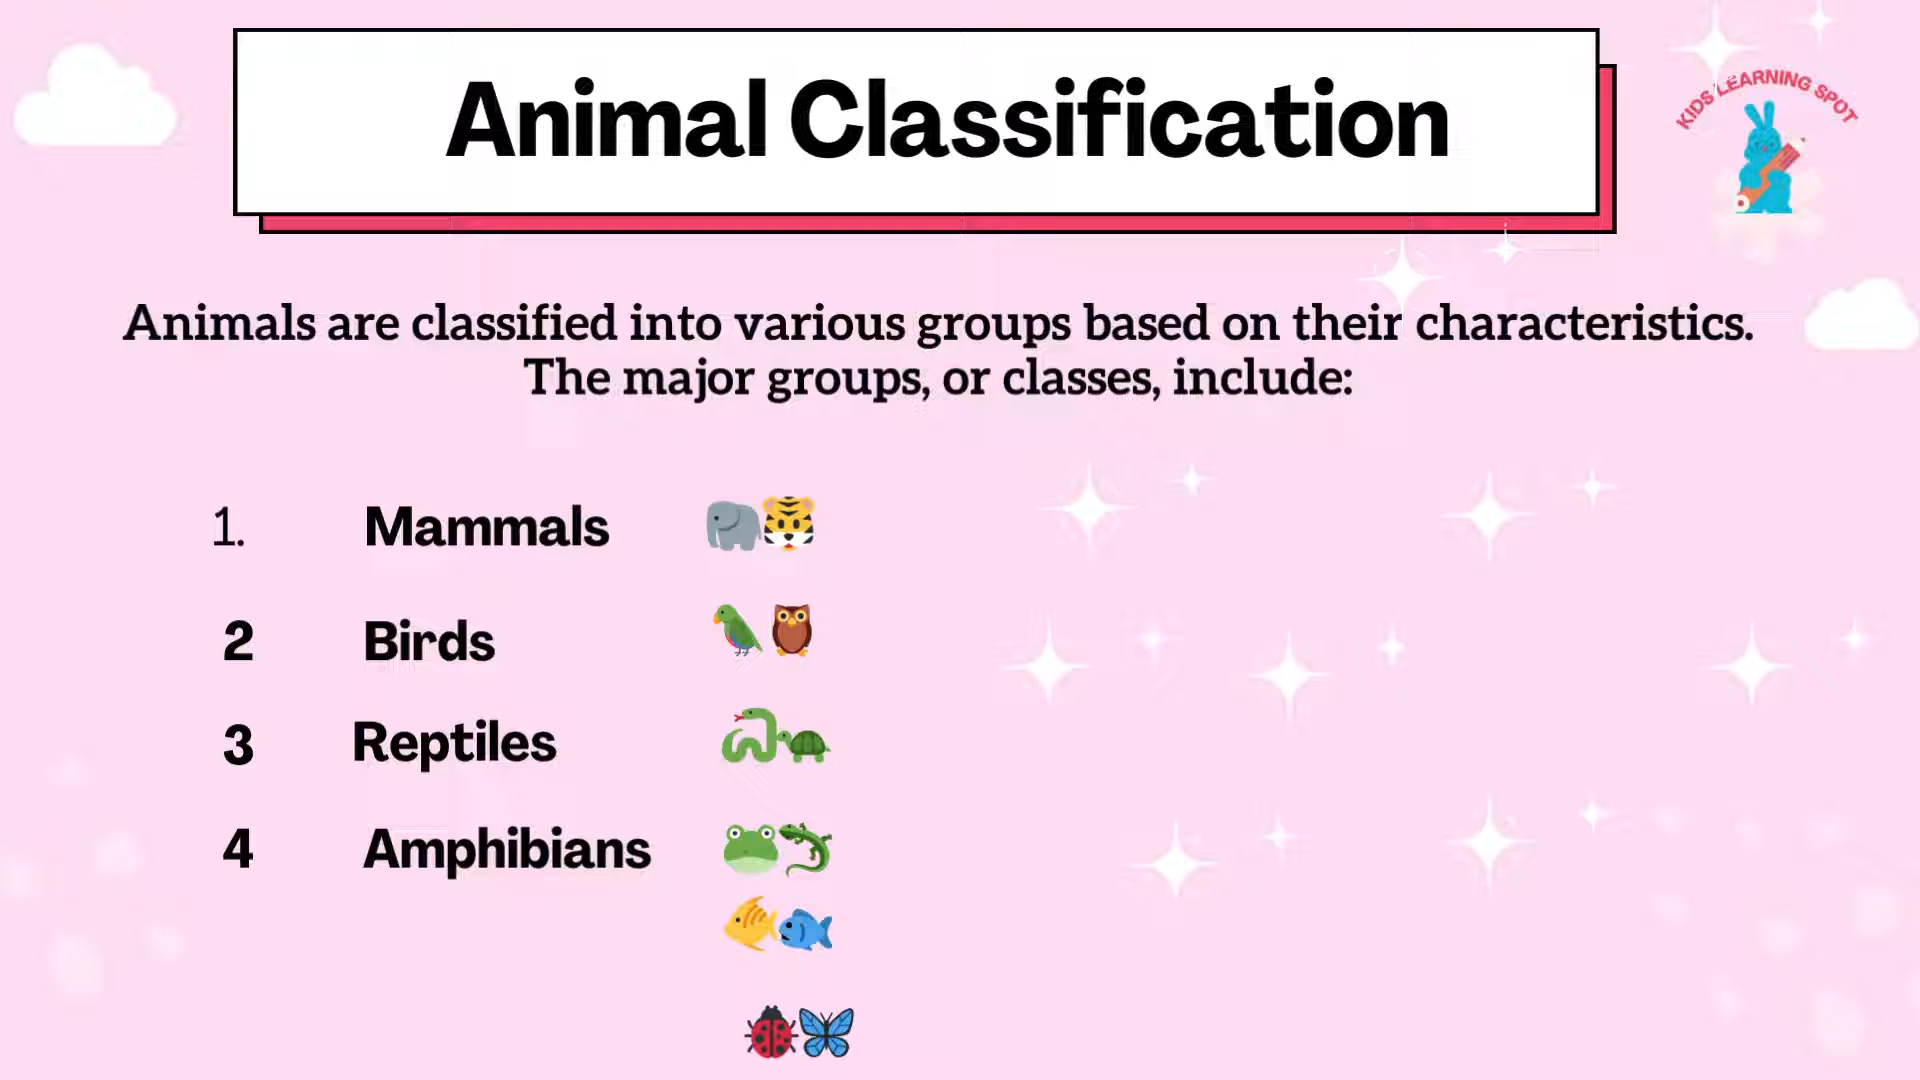 Animal Classification
KIDS LEARNING SPOT
Animals are classified into various groups based on their characteristics.
The major groups, or classes, include:
1. Mammals
2 Birds
3 Reptiles
4 Amphibians